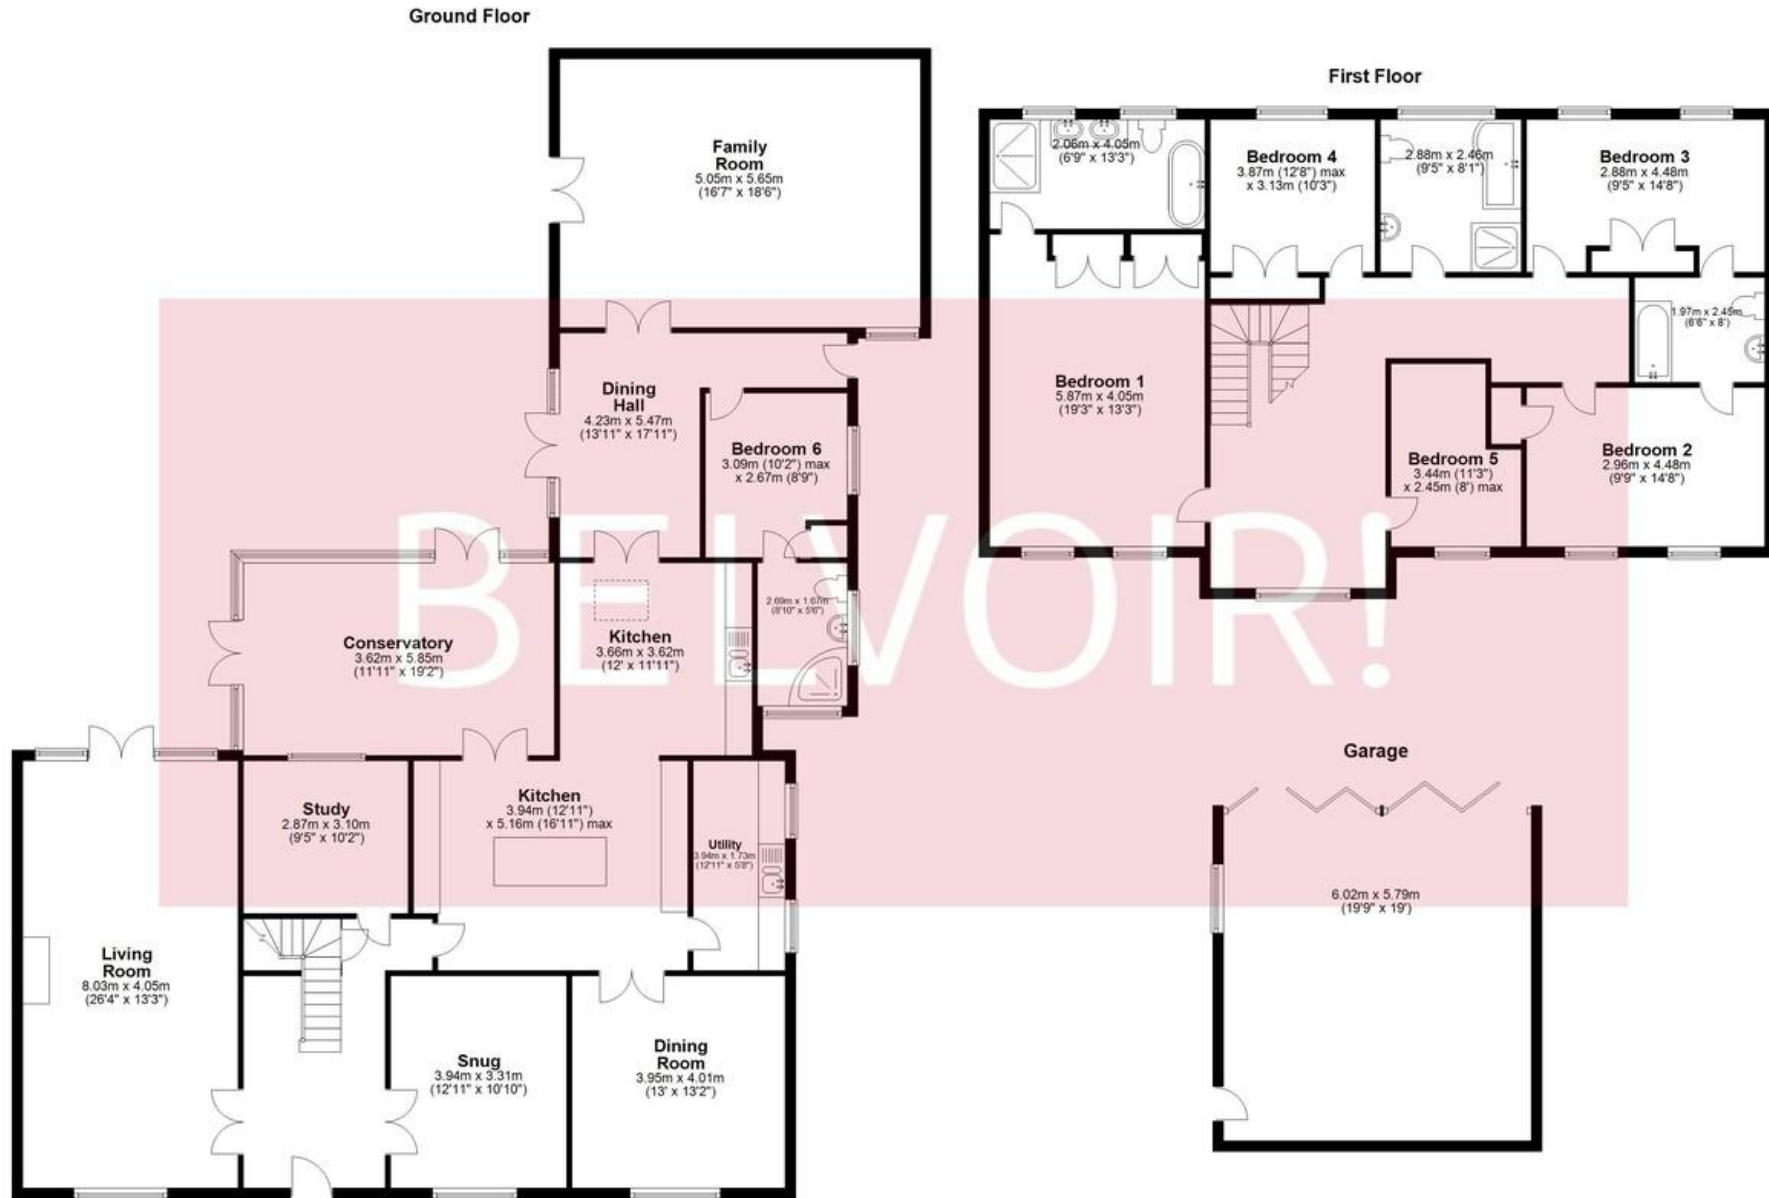 Ground Floor
Family
Room
5.05m x 5.65m
(16'7" x 18'6")
Dining
Hall
4.23m x 5.47m
(13'11" x 17'11")
Bedroom 6
3.09m (10'2") max
x 2.67m (8'9")
2.69m x 1.67m
(8'10" x 5'6")
Conservatory
3.62m x 5.85m
(11'11" x 19'2")
Kitchen
3.66m x 3.62m
(12' x 11'11")
Study
2.87m x 3.10m
(9'5" x 10'2")
Kitchen
3.94m (12'11")
x 5.16m (16'11") max
Utility
3.94m x 1.73m
(12'11" x 5'8")
Living
Room
8.03m x 4.05m
(26'4" x 13'3")
Snug
3.94m x 3.31m
(12'11" x 10'10")
Dining
Room
3.95m x 4.01m
(13' x 13'2")
First Floor
2.06m x 4.05m
(6'9" x 13'3")
Bedroom 4
3.87m (12'8") max
x 3.13m (10'3")
2.88m x 2.46m
(9'5" x 8'1")
Bedroom 3
2.88m x 4.48m
(9'5" x 14'8")
1.97m x 2.45m
(6'6" x 8')
Bedroom 1
5.87m x 4.05m
(19'3" x 13'3")
Bedroom 5
3.44m (11'3")
x 2.45m (8') max
Bedroom 2
2.96m x 4.48m
(9'9" x 14'8")
BELVOIR!
Garage
6.02m x 5.79m
(19'9" x 19')